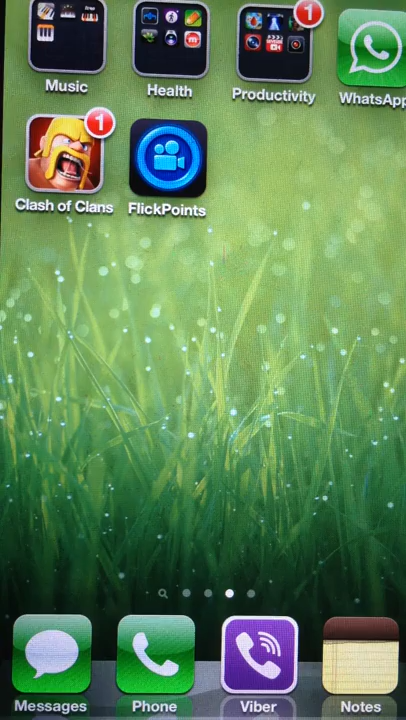 Music
Health
1
Productivity
WhatsApp
1
Clash of Clans
FlickPoints
Messages
Phone
Viber
Notes